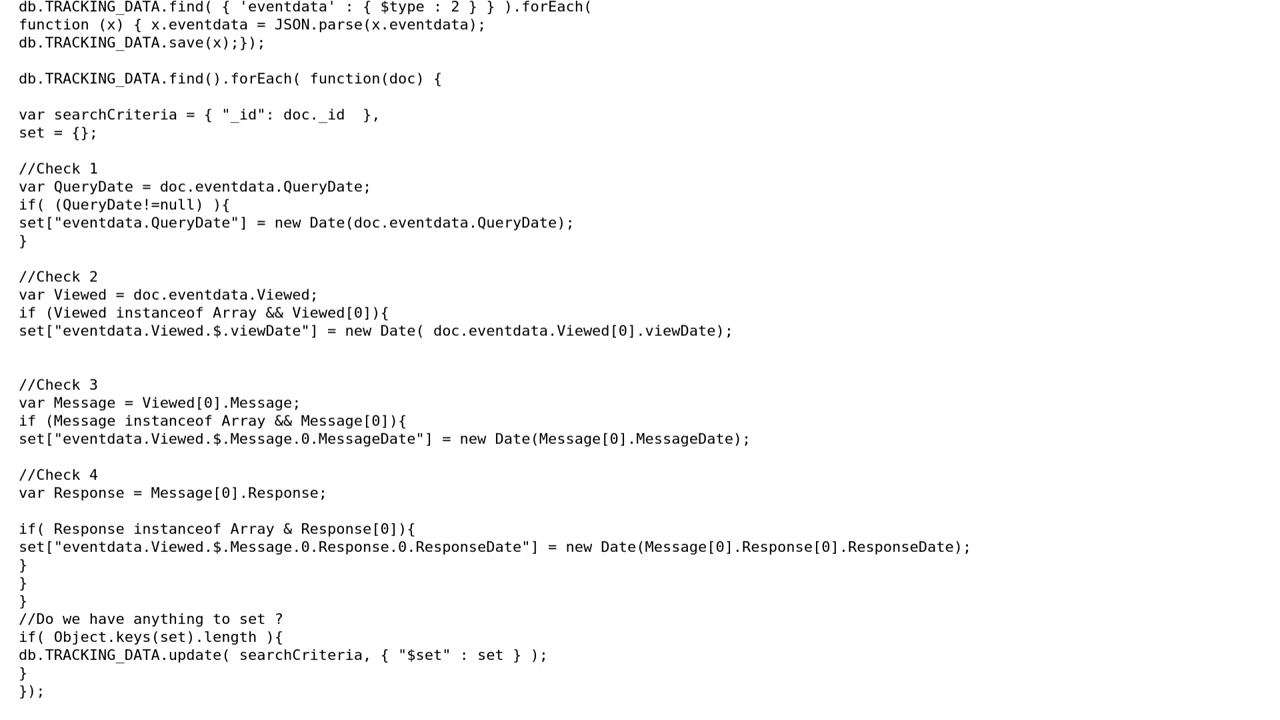 db.TRACKING_DATA.find( { 'eventdata' : { $type : 2 } } ).forEach(
function (x) { x.eventdata = JSON.parse(x.eventdata);
db.TRACKING_DATA.save(x);});
db.TRACKING_DATA.find().forEach( function(doc) {
var searchCriteria = { "_id": doc._id  },
set = {};
//Check 1
var QueryDate = doc.eventdata.QueryDate;
if( (QueryDate!=null) ){
set["eventdata.QueryDate"] = new Date(doc.eventdata.QueryDate);
}
//Check 2
var Viewed = doc.eventdata.Viewed;
if (Viewed instanceof Array && Viewed[0]){
set["eventdata.Viewed.$.viewDate"] = new Date( doc.eventdata.Viewed[0].viewDate);
//Check 3
var Message = Viewed[0].Message;
if (Message instanceof Array && Message[0]){
set["eventdata.Viewed.$.Message.0.MessageDate"] = new Date(Message[0].MessageDate);
//Check 4
var Response = Message[0].Response;
if( Response instanceof Array & Response[0]){
set["eventdata.Viewed.$.Message.0.Response.0.ResponseDate"] = new Date(Message[0].Response[0].ResponseDate);
}
}
}
//Do we have anything to set ?
if( Object.keys(set).length ){
db.TRACKING_DATA.update( searchCriteria, { "$set" : set } );
}
});